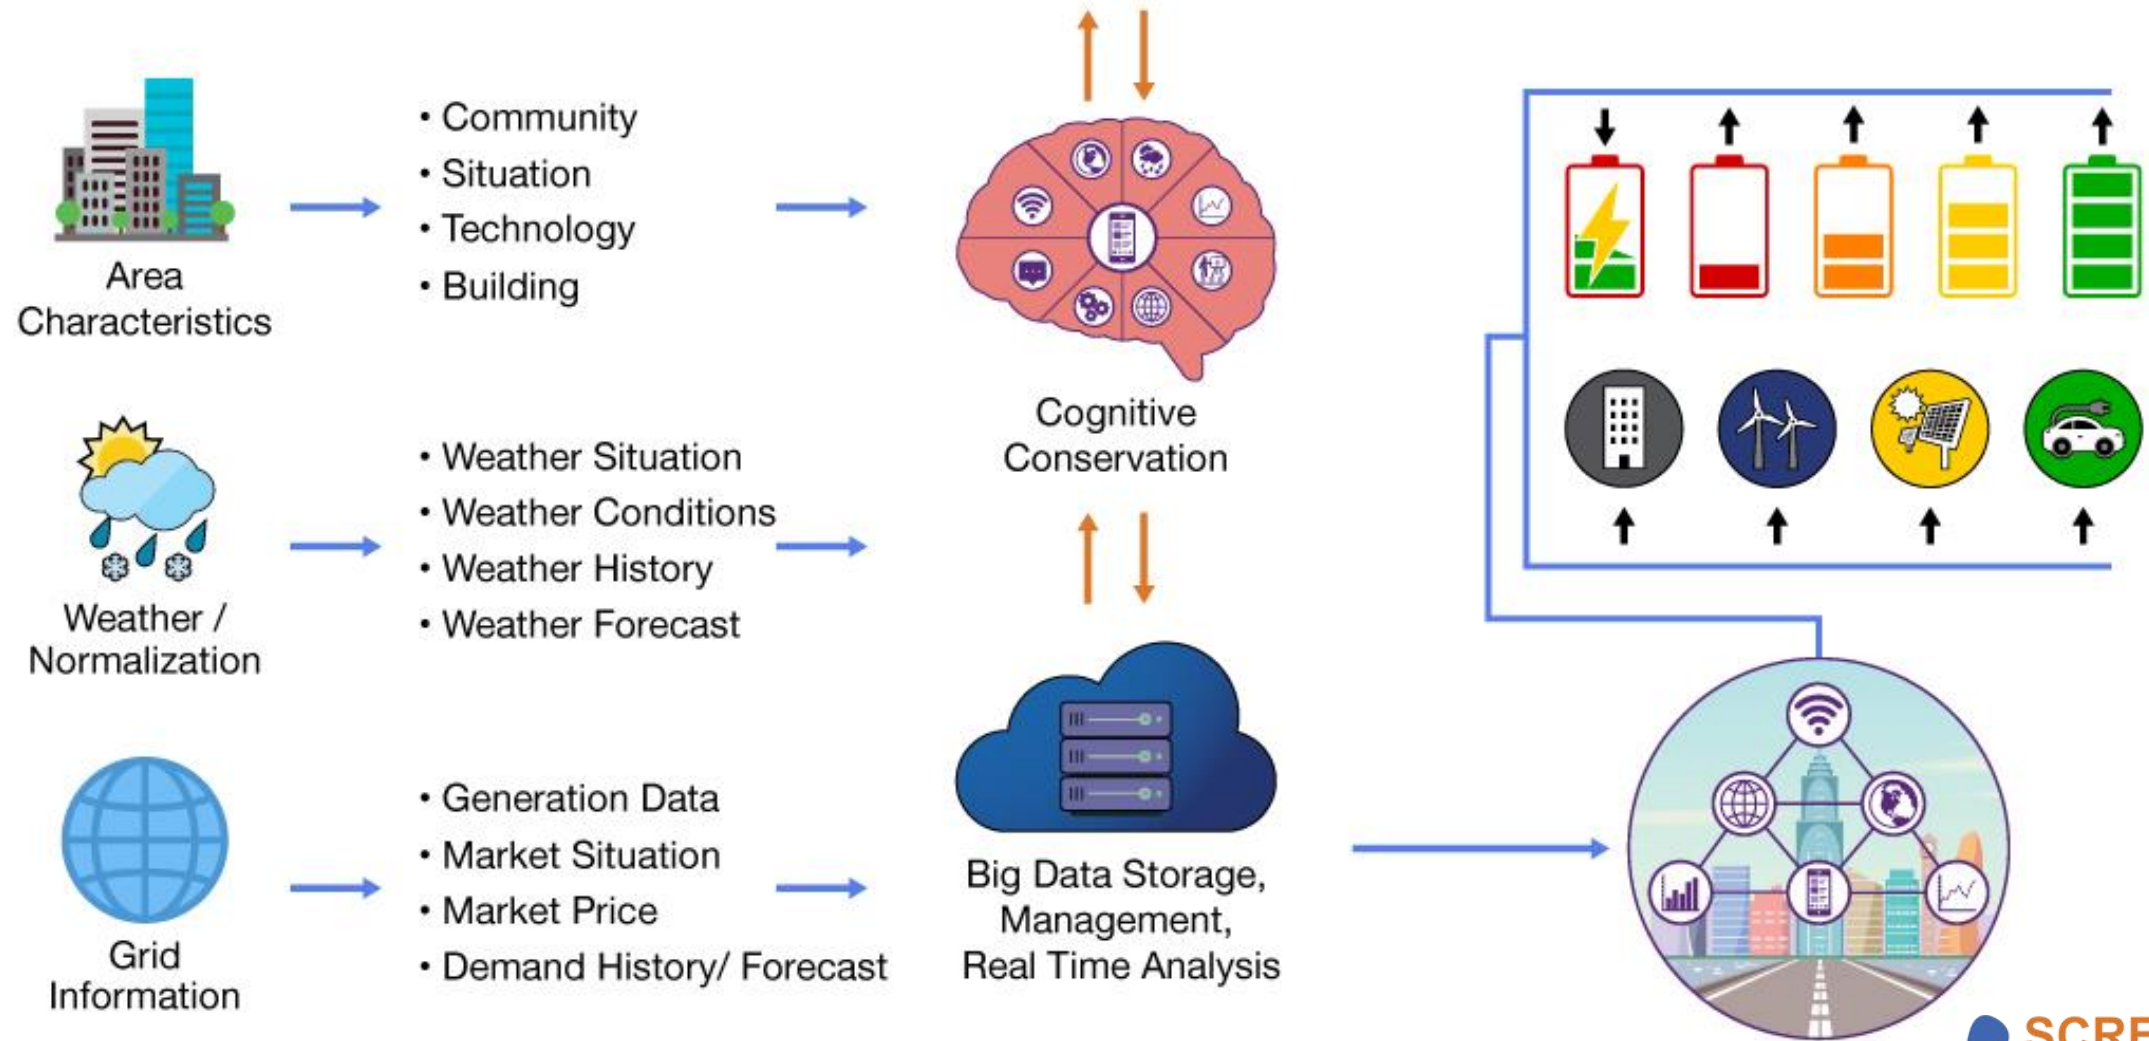 Area
Characteristics
• Community
• Situation
• Technology
• Building
Cognitive
Conservation
Weather /
Normalization
• Weather Situation
• Weather Conditions
• Weather History
• Weather Forecast
Grid
Information
• Generation Data
• Market Situation
• Market Price
• Demand History/ Forecast
Big Data Storage,
Management,
Real Time Analysis